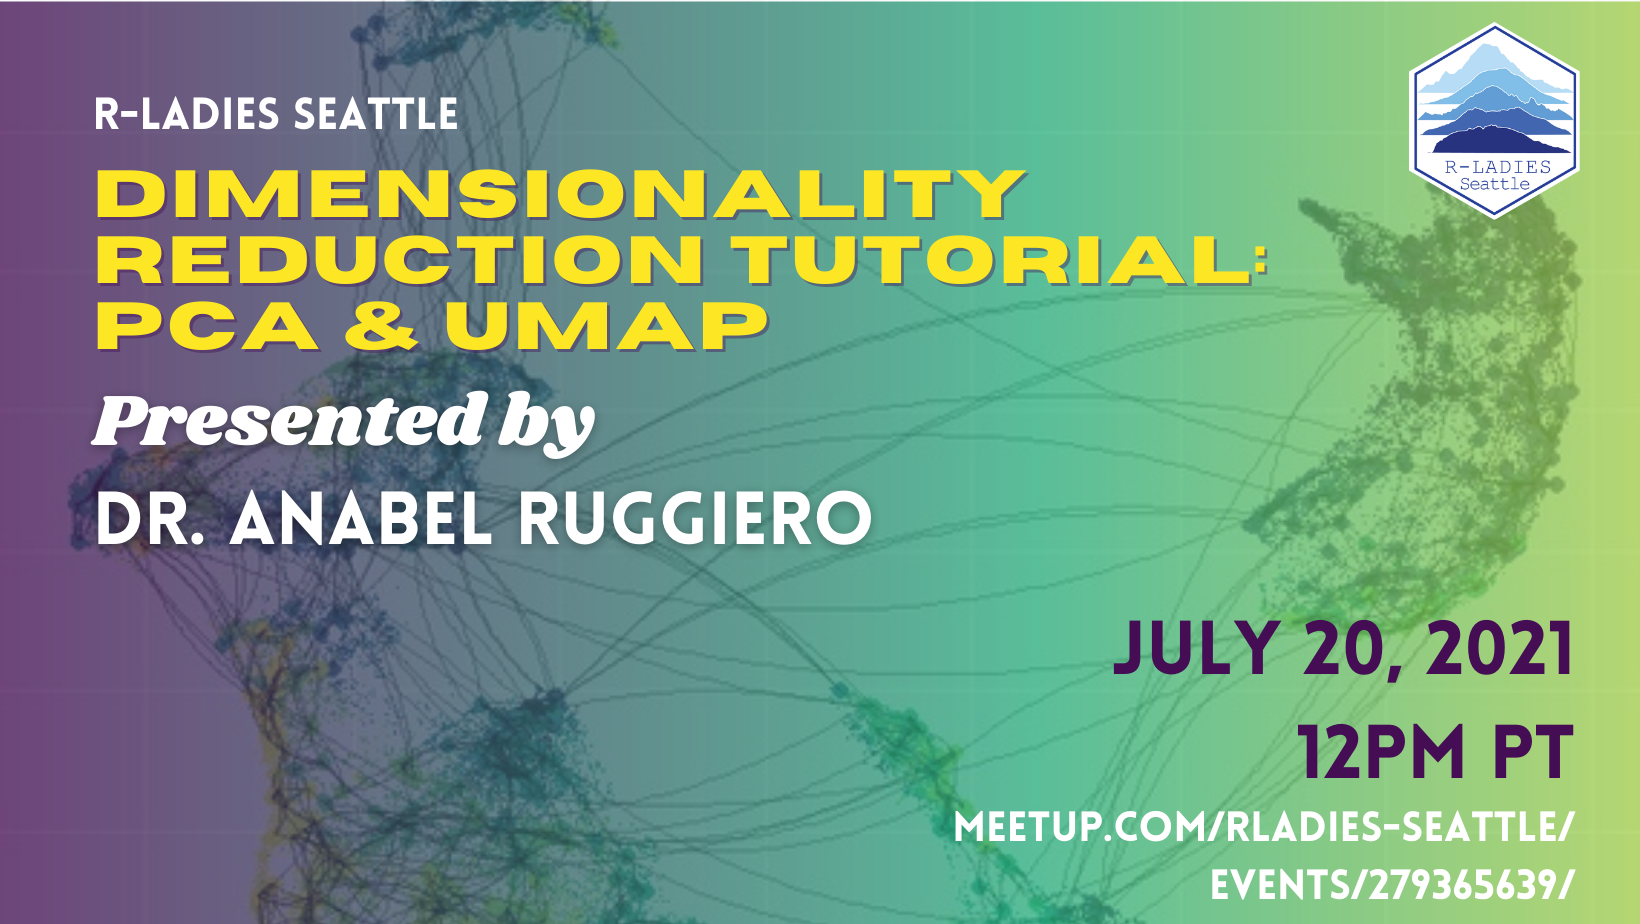 R-LADIES SEATTLE
DIMENSIONALITY
REDUCTION TUTORIAL:
PCA & UMAP
Presented by
DR. ANABEL RUGGIERO
R-LADIES
Seattle
JULY 20, 2021
12PM PT
MEETUP.COM/RLADIES-SEATTLE/
EVENTS/279365639/